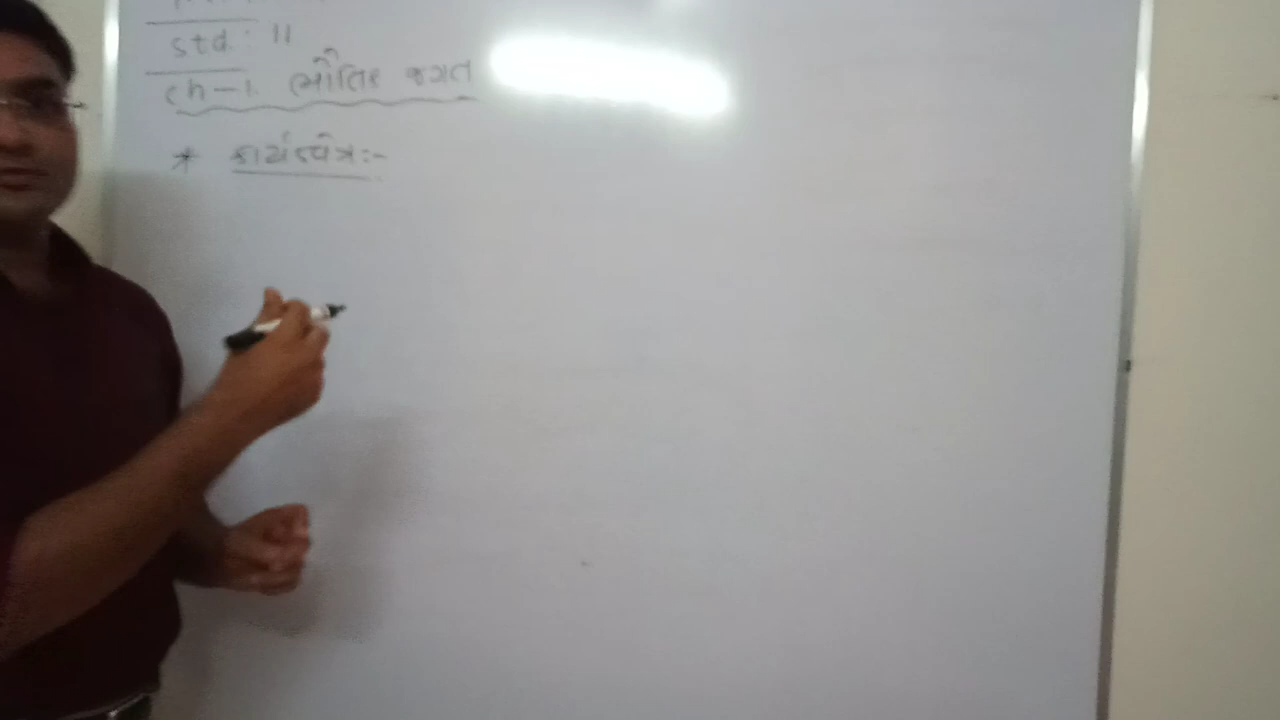 std : 11
ch-1. ભૌતિક જગત
* કાર્યક્ષેત્ર:-